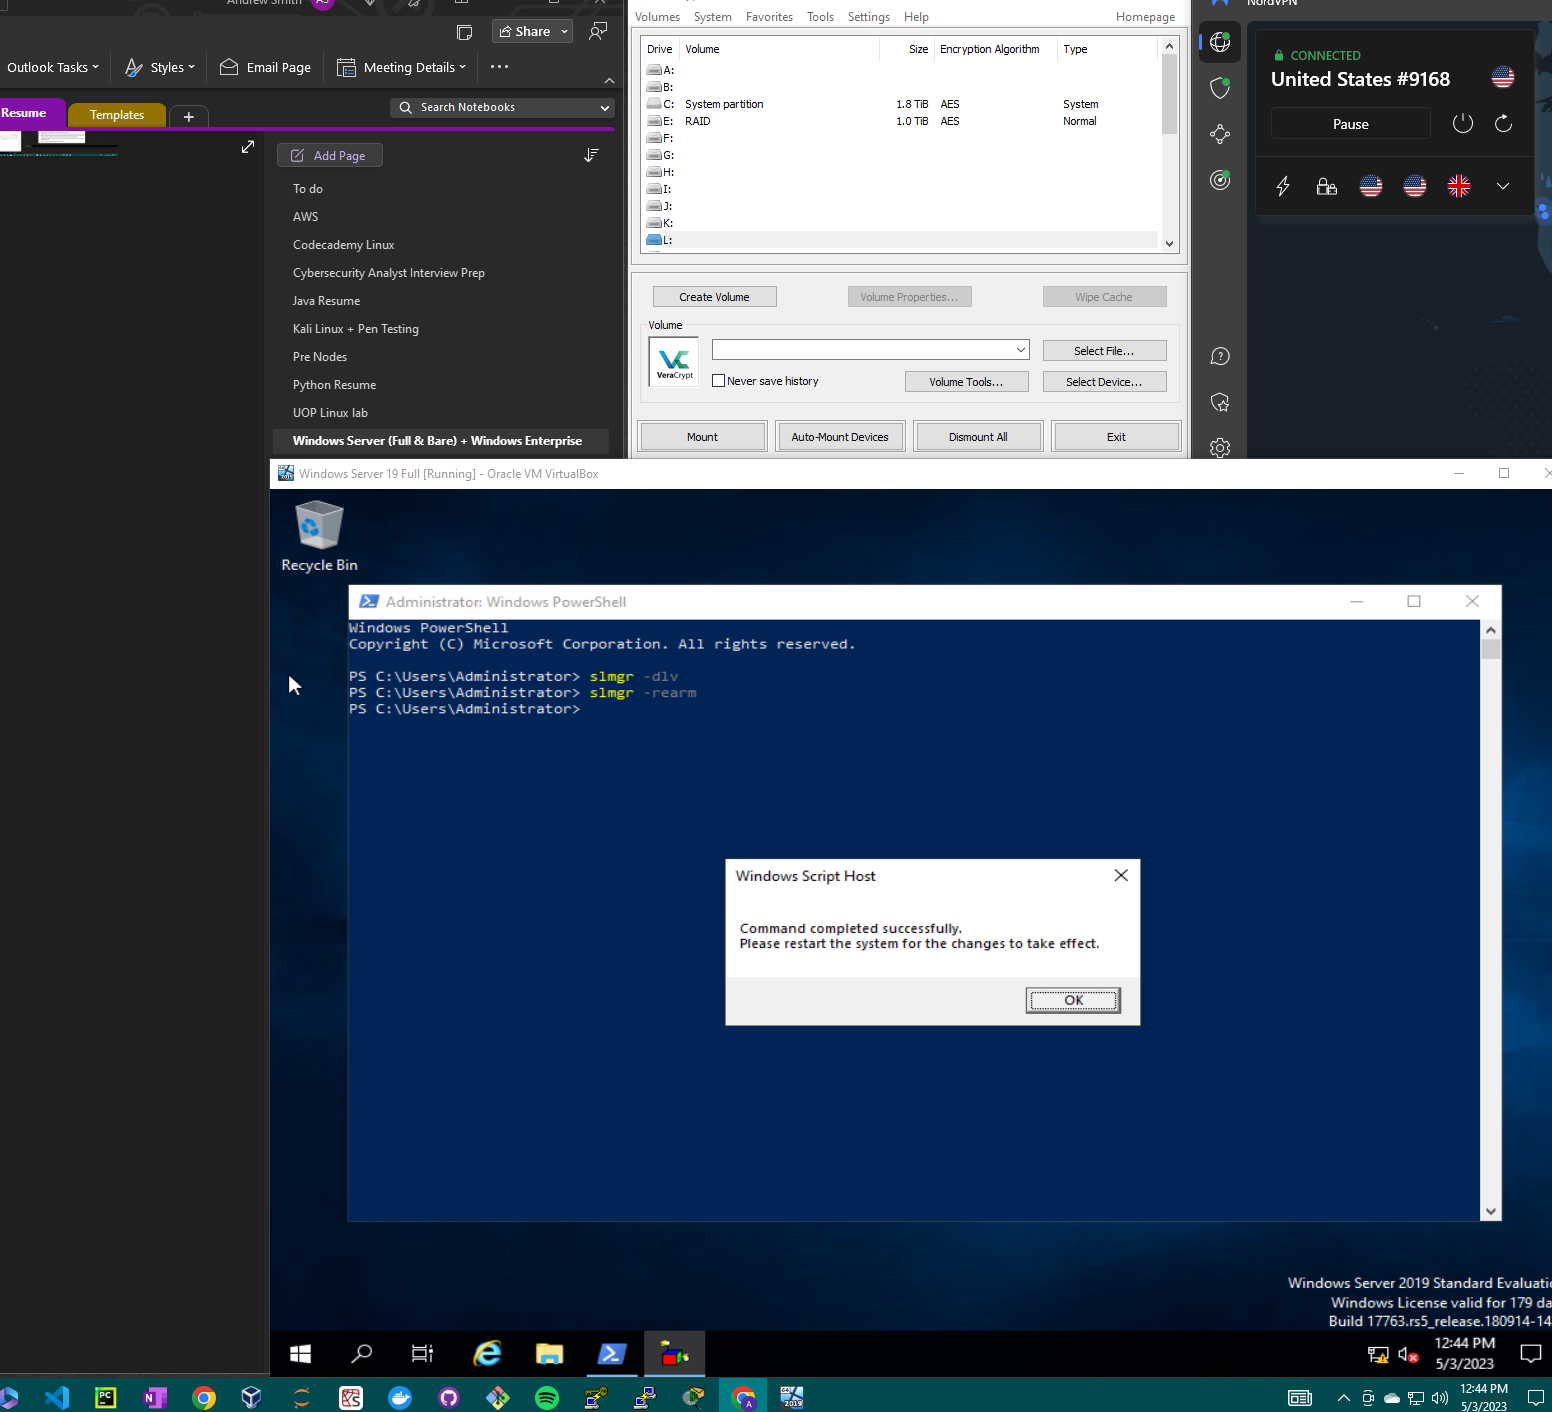 Andrew Smith
Share
Outlook Tasks
Styles
Email Page
Meeting Details
Resume
Templates
+
Search Notebooks
Add Page
To do
AWS
Codecademy Linux
Cybersecurity Analyst Interview Prep
Java Resume
Kali Linux + Pen Testing
Pre Nodes
Python Resume
UOP Linux lab
Windows Server (Full & Bare) + Windows Enterprise
Volumes System Favorites Tools Settings Help Homepage
Drive Volume Size Encryption Algorithm Type
A:
B:
C: System partition 1.8 TiB AES System
E: RAID 1.0 TiB AES Normal
F:
G:
H:
I:
J:
K:
L:
Create Volume Volume Properties... Wipe Cache
Volume
VeraCrypt
Select File...
Never save history
Volume Tools... Select Device...
Mount Auto-Mount Devices Dismount All Exit
NordVPN
CONNECTED
United States #9168
Pause
Windows Server 19 Full [Running] - Oracle VM VirtualBox
Recycle Bin
Administrator: Windows PowerShell
Windows PowerShell
Copyright (C) Microsoft Corporation. All rights reserved.
PS C:\Users\Administrator> slmgr -dlv
PS C:\Users\Administrator> slmgr -rearm
PS C:\Users\Administrator>
Windows Script Host
Command completed successfully.
Please restart the system for the changes to take effect.
OK
Windows Server 2019 Standard Evaluatio
Windows License valid for 179 da
Build 17763.rs5_release.180914-14
12:44 PM
5/3/2023
12:44 PM
5/3/2023